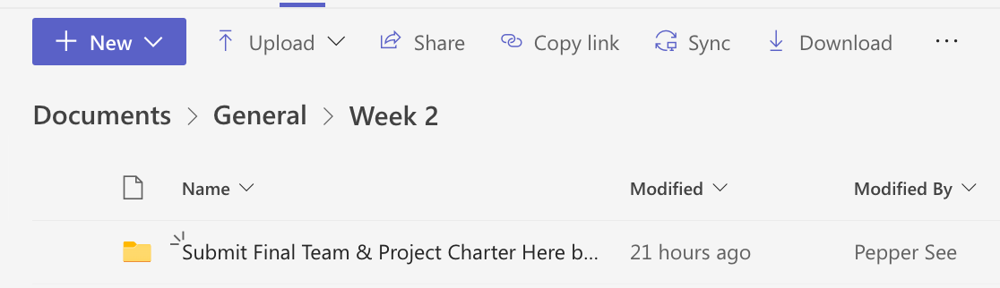 New Upload Share Copy link Sync Download ...
Documents > General > Week 2
Name Modified Modified By
Submit Final Team & Project Charter Here b... 21 hours ago Pepper See